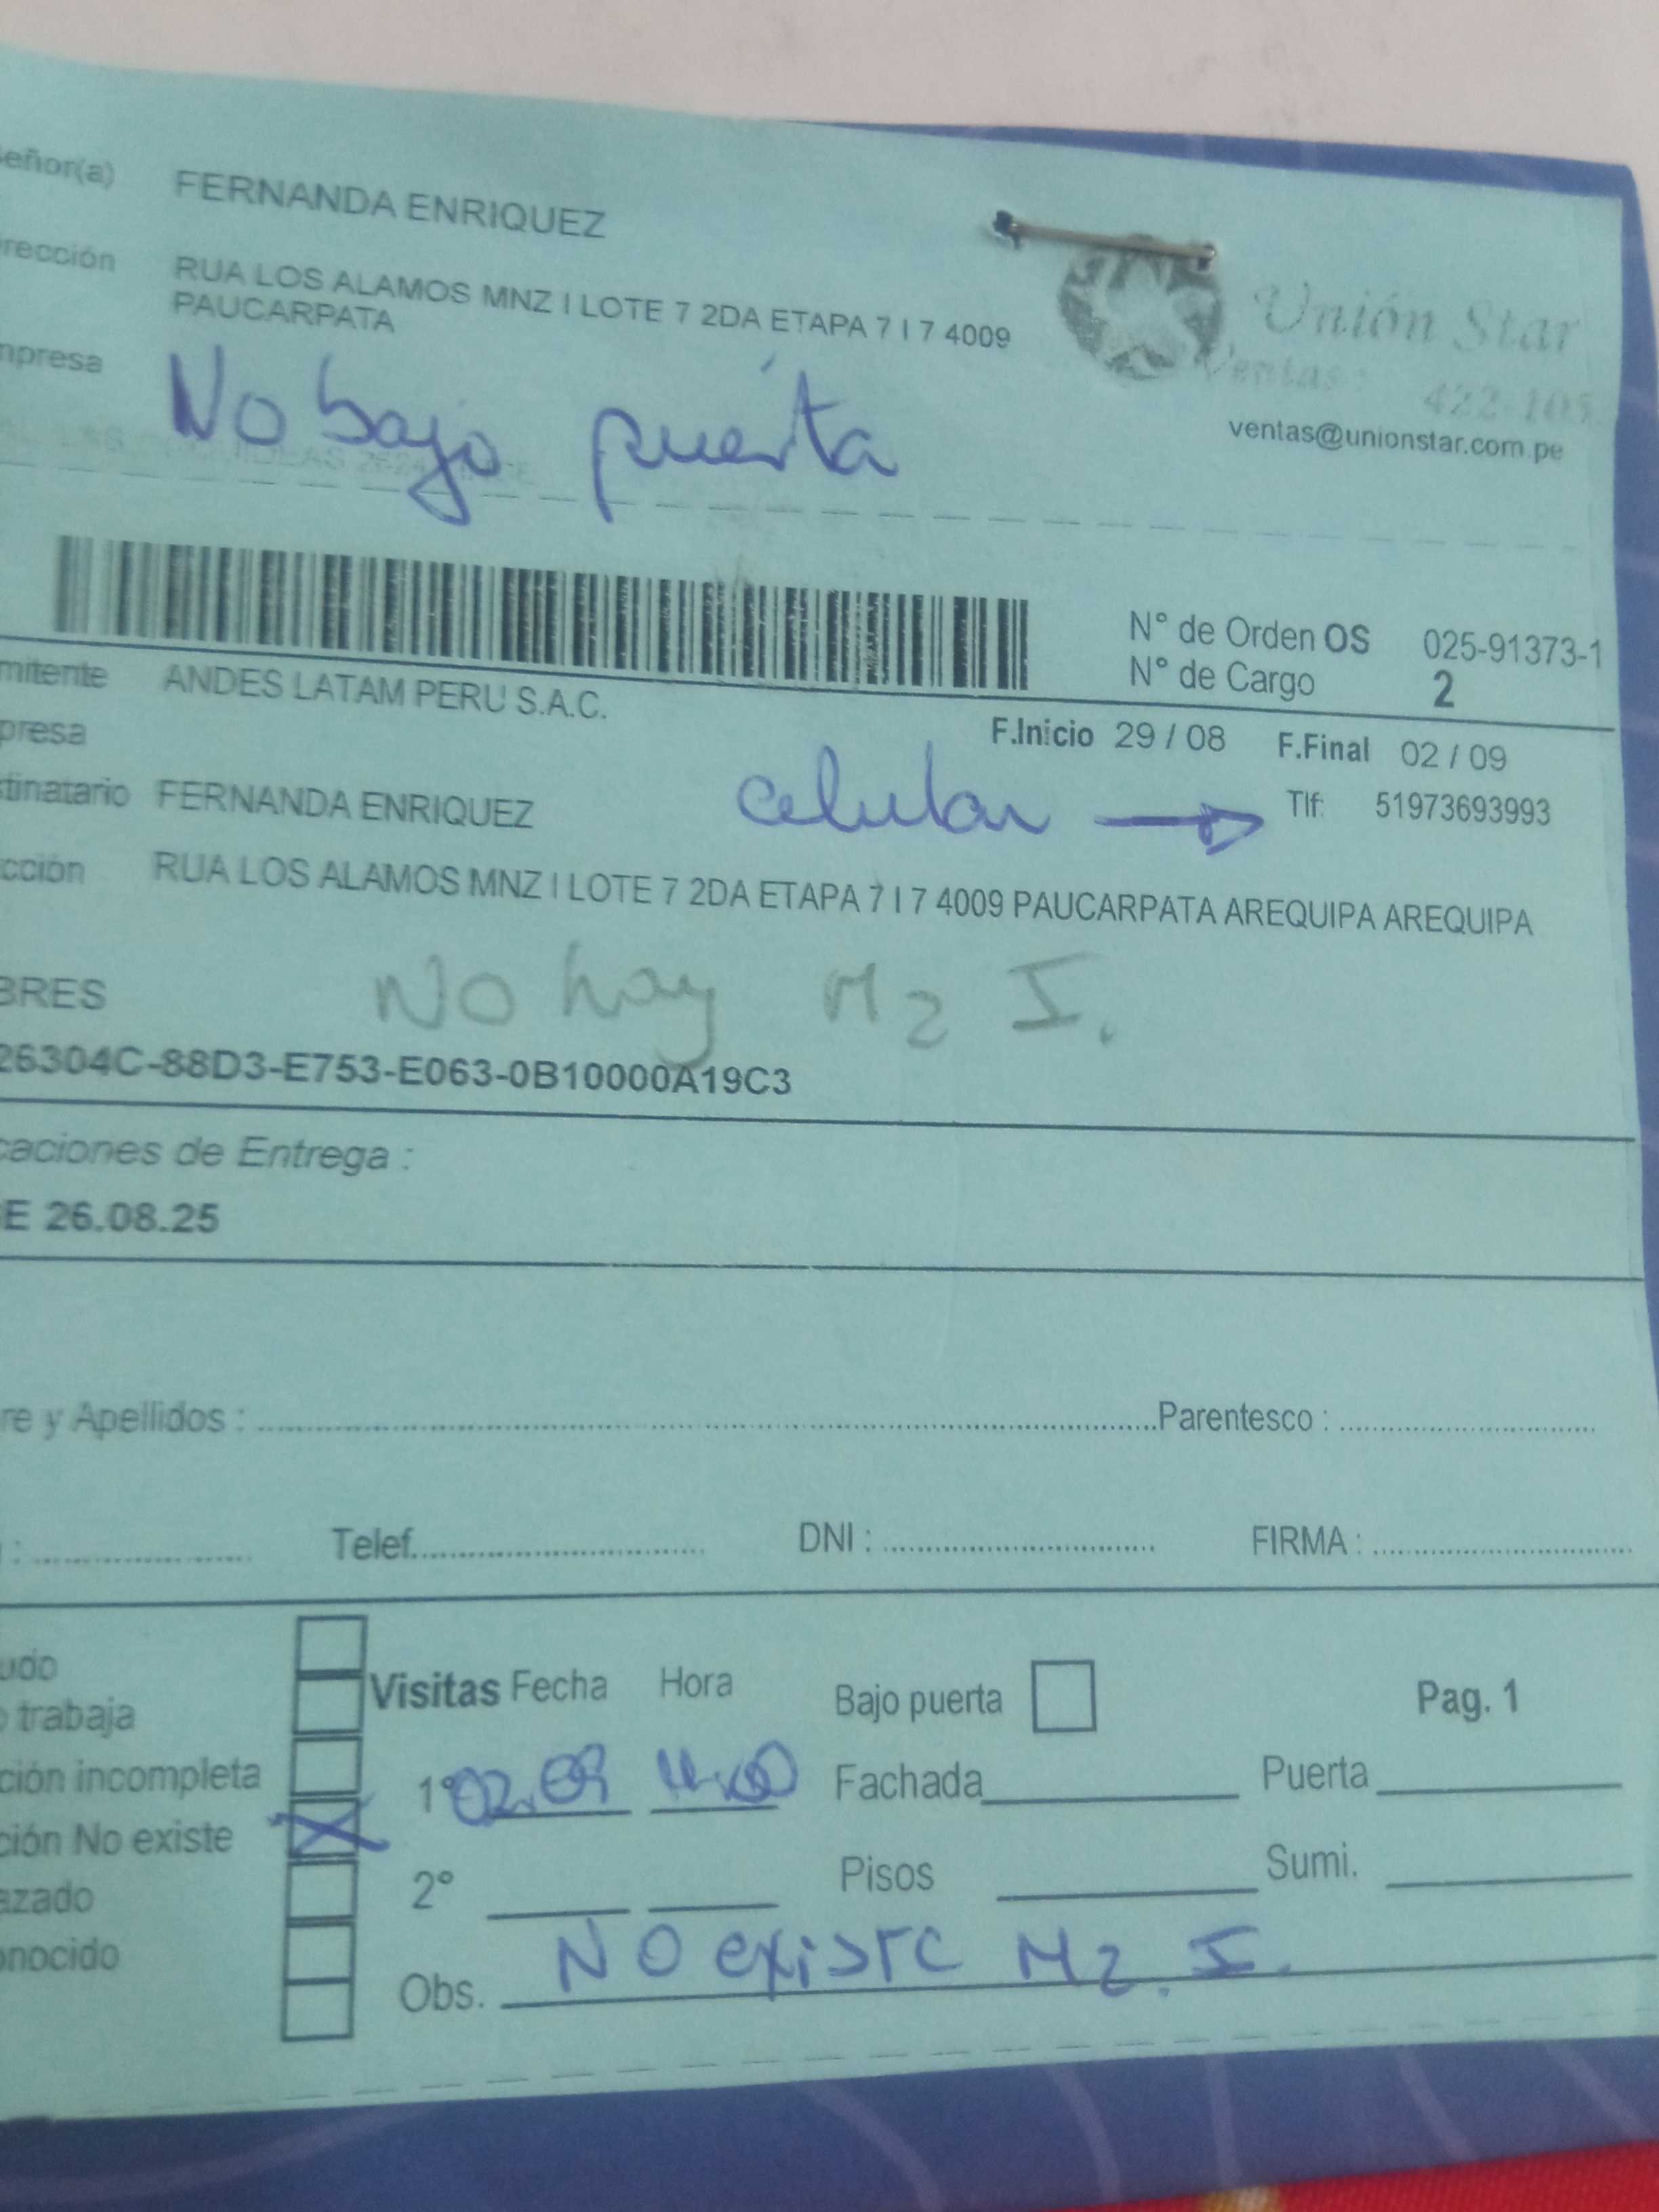 eñor(a) FERNANDA ENRIQUEZ
rección RUA LOS ALAMOS MNZ I LOTE 7 2DA ETAPA 7 I 7 4009
PAUCARPATA
mpresa
No bajo puerta
Unión Star
Ventas: 422-105
ventas@unionstar.com.pe
N° de Orden OS 025-91373-1
N° de Cargo 2
mitente ANDES LATAM PERU S.A.C.
presa
F.Inicio 29 / 08 F.Final 02 / 09
tinatario FERNANDA ENRIQUEZ celular → Tlf: 51973693993
cción RUA LOS ALAMOS MNZ I LOTE 7 2DA ETAPA 7 I 7 4009 PAUCARPATA AREQUIPA AREQUIPA
BRES No hay Mz I.
26304C-88D3-E753-E063-0B10000A19C3
caciones de Entrega :
E 26.08.25
re y Apellidos : Parentesco :
: Telef. DNI : FIRMA :
udo
o trabaja
ción incompleta
ción No existe
azado
onocido
Visitas Fecha Hora Bajo puerta Pag. 1
1° 02.09 Fachada Puerta
2° Pisos Sumi.
Obs. NO existe Mz. I.